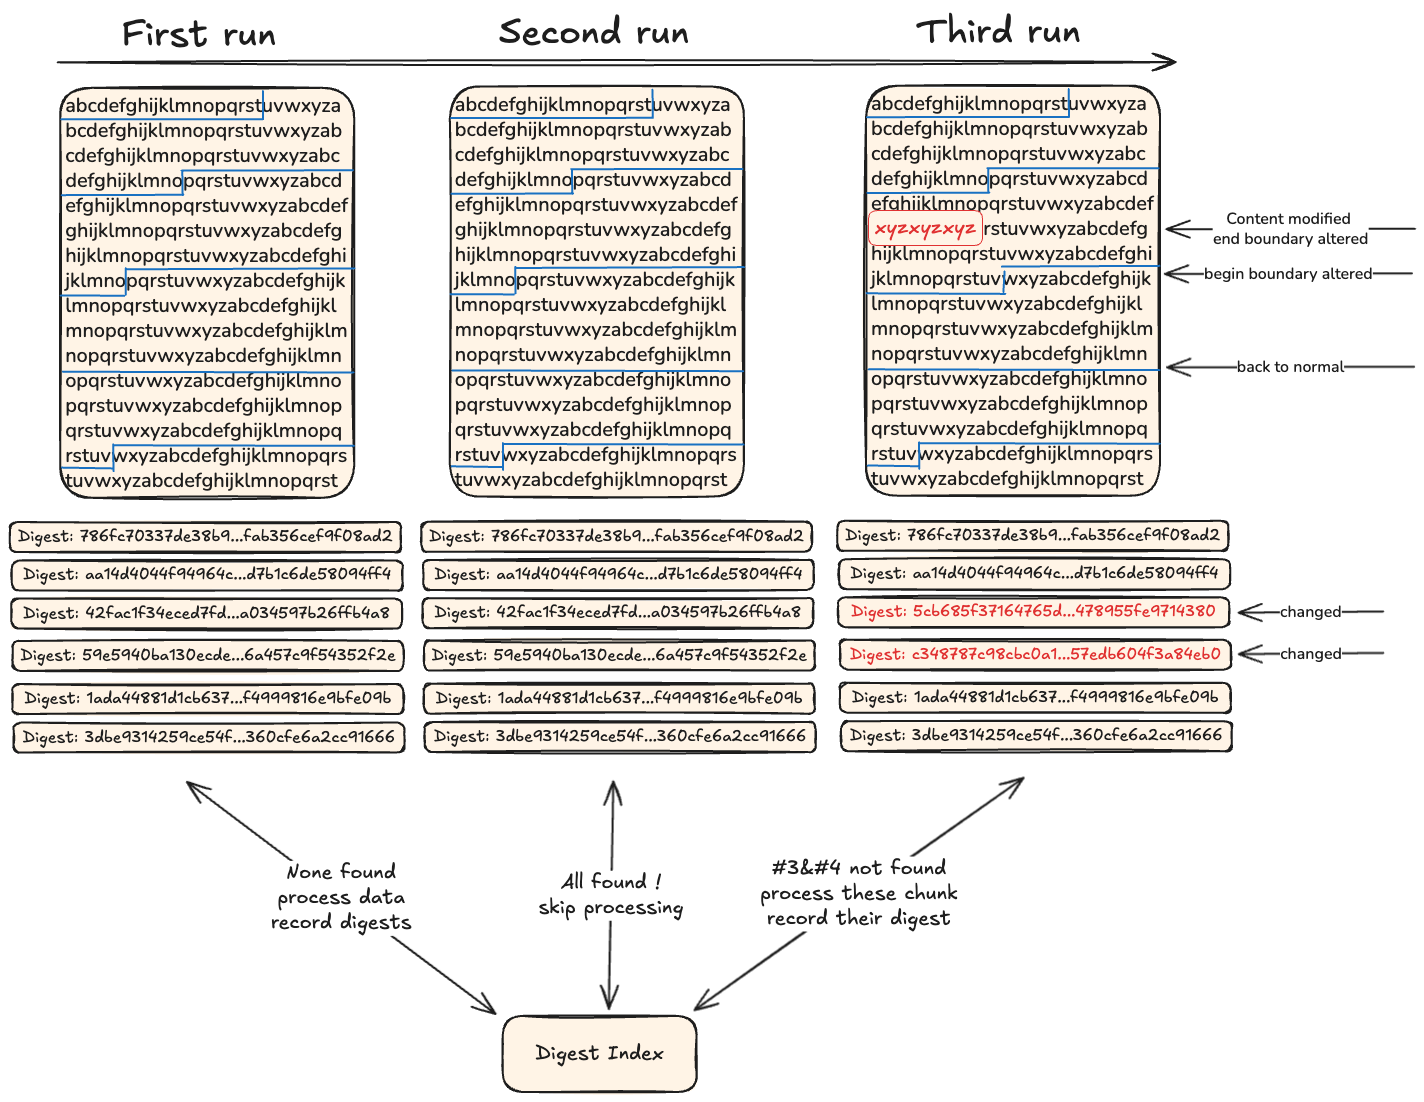 First run
abcdefghijklmnopqrstuvwxyza
bcdefghijklmnopqrstuvwxyzab
cdefghijklmnopqrstuvwxyzabc
defghijklmnopqrstuvwxyzabcd
efghijklmnopqrstuvwxyzabcdef
ghijklmnopqrstuvwxyzabcdefg
hijklmnopqrstuvwxyzabcdefghi
jklmnopqrstuvwxyzabcdefghijk
lmnopqrstuvwxyzabcdefghijkl
mnopqrstuvwxyzabcdefghijklm
nopqrstuvwxyzabcdefghijklmn
opqrstuvwxyzabcdefghijklmno
pqrstuvwxyzabcdefghijklmnop
qrstuvwxyzabcdefghijklmnopq
rstuvwxyzabcdefghijklmnopqrs
tuvwxyzabcdefghijklmnopqrst
Digest: 786fc70337de38b9...fab356cef9f08ad2
Digest: aa14d4044f94964c...d7b1c6de58094ff4
Digest: 42fac1f34eced7fd...a034597b26ffb4a8
Digest: 59e5940ba130ecde...6a457c9f54352f2e
Digest: 1ada44881d1cb637...f4999816e9bfe09b
Digest: 3dbe9314259ce54f...360cfe6a2cc91666
Second run
abcdefghijklmnopqrstuvwxyza
bcdefghijklmnopqrstuvwxyzab
cdefghijklmnopqrstuvwxyzabc
defghijklmnopqrstuvwxyzabcd
efghijklmnopqrstuvwxyzabcdef
ghijklmnopqrstuvwxyzabcdefg
hijklmnopqrstuvwxyzabcdefghi
jklmnopqrstuvwxyzabcdefghijk
lmnopqrstuvwxyzabcdefghijkl
mnopqrstuvwxyzabcdefghijklm
nopqrstuvwxyzabcdefghijklmn
opqrstuvwxyzabcdefghijklmno
pqrstuvwxyzabcdefghijklmnop
qrstuvwxyzabcdefghijklmnopq
rstuvwxyzabcdefghijklmnopqrs
tuvwxyzabcdefghijklmnopqrst
Digest: 786fc70337de38b9...fab356cef9f08ad2
Digest: aa14d4044f94964c...d7b1c6de58094ff4
Digest: 42fac1f34eced7fd...a034597b26ffb4a8
Digest: 59e5940ba130ecde...6a457c9f54352f2e
Digest: 1ada44881d1cb637...f4999816e9bfe09b
Digest: 3dbe9314259ce54f...360cfe6a2cc91666
Third run
abcdefghijklmnopqrstuvwxyza
bcdefghijklmnopqrstuvwxyzab
cdefghijklmnopqrstuvwxyzabc
defghijklmnopqrstuvwxyzabcd
efghijklmnopqrstuvwxyzabcdef
xyzxyzxyz rstuvwxyzabcdefg
hijklmnopqrstuvwxyzabcdefghi
jklmnopqrstuvwxyzabcdefghijk
lmnopqrstuvwxyzabcdefghijkl
mnopqrstuvwxyzabcdefghijklm
nopqrstuvwxyzabcdefghijklmn
opqrstuvwxyzabcdefghijklmno
pqrstuvwxyzabcdefghijklmnop
qrstuvwxyzabcdefghijklmnopq
rstuvwxyzabcdefghijklmnopqrs
tuvwxyzabcdefghijklmnopqrst
Content modified
end boundary altered
begin boundary altered
back to normal
Digest: 786fc70337de38b9...fab356cef9f08ad2
Digest: aa14d4044f94964c...d7b1c6de58094ff4
Digest: 5cb685f37164765d...478955fe9714380
changed
Digest: c348787c98cbc0a1...57edb604f3a84eb0
changed
Digest: 1ada44881d1cb637...f4999816e9bfe09b
Digest: 3dbe9314259ce54f...360cfe6a2cc91666
None found
process data
record digests
All found !
skip processing
#3&#4 not found
process these chunk
record their digest
Digest Index